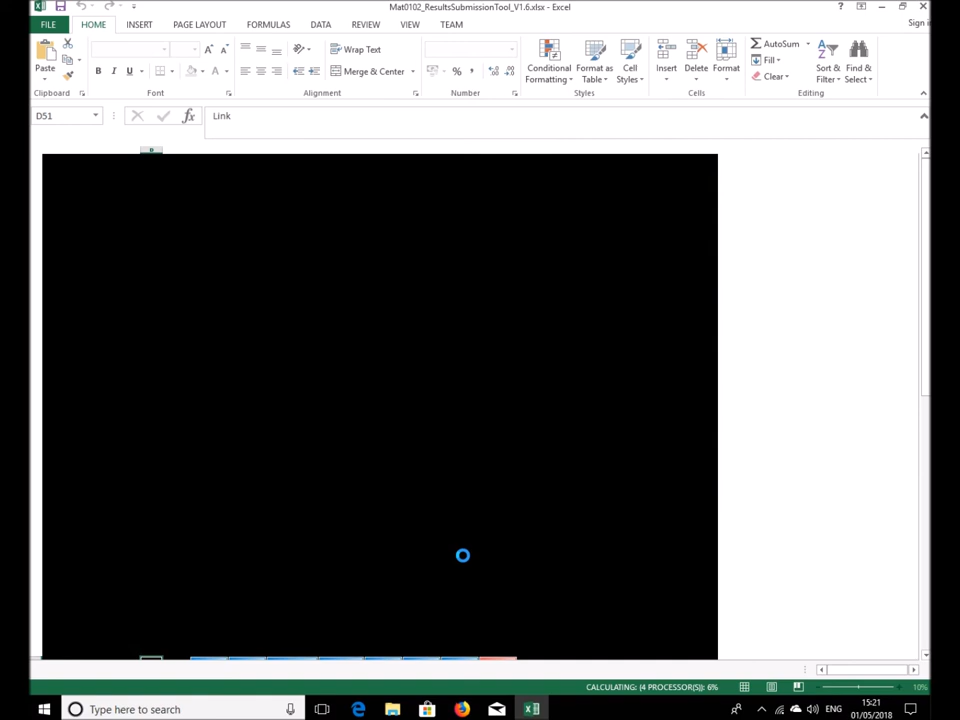 Mat0102_ResultsSubmissionTool_V1.6.xlsx - Excel
?
FILE HOME INSERT PAGE LAYOUT FORMULAS DATA REVIEW VIEW TEAM Sign in
Paste
B I U
A A
A
ab
Wrap Text
Merge & Center
% ,
Conditional Formatting
Format as Table
Cell Styles
Insert
Delete
Format
AutoSum
Fill
Clear
Sort & Filter
Find & Select
Clipboard Font Alignment Number Styles Cells Editing
D51 fx Link
D
CALCULATING: (4 PROCESSOR(S)): 6% 10%
Type here to search
ENG
15:21
01/05/2018